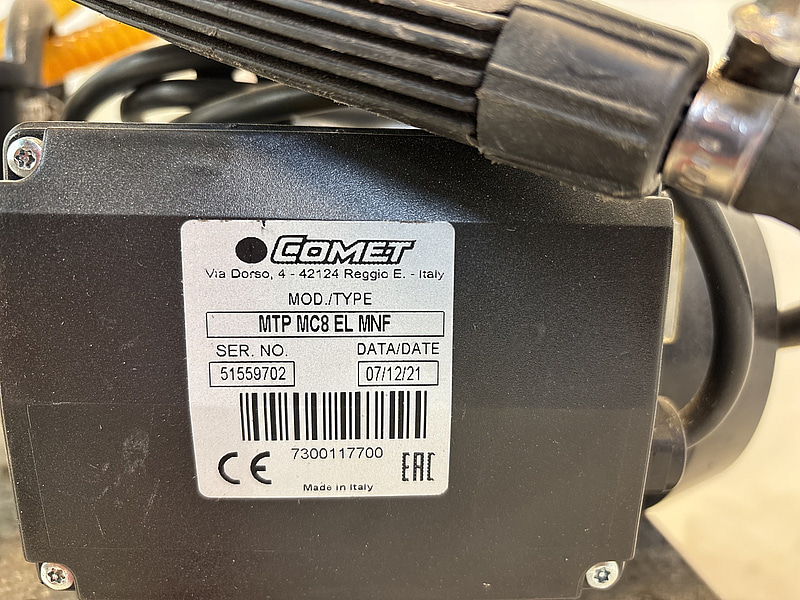 COMET
Via Dorso, 4 - 42124 Reggio E. - Italy
MOD./TYPE
MTP MC8 EL MNF
SER. NO. DATA/DATE
51559702 07/12/21
7300117700
CE EAC
Made in Italy